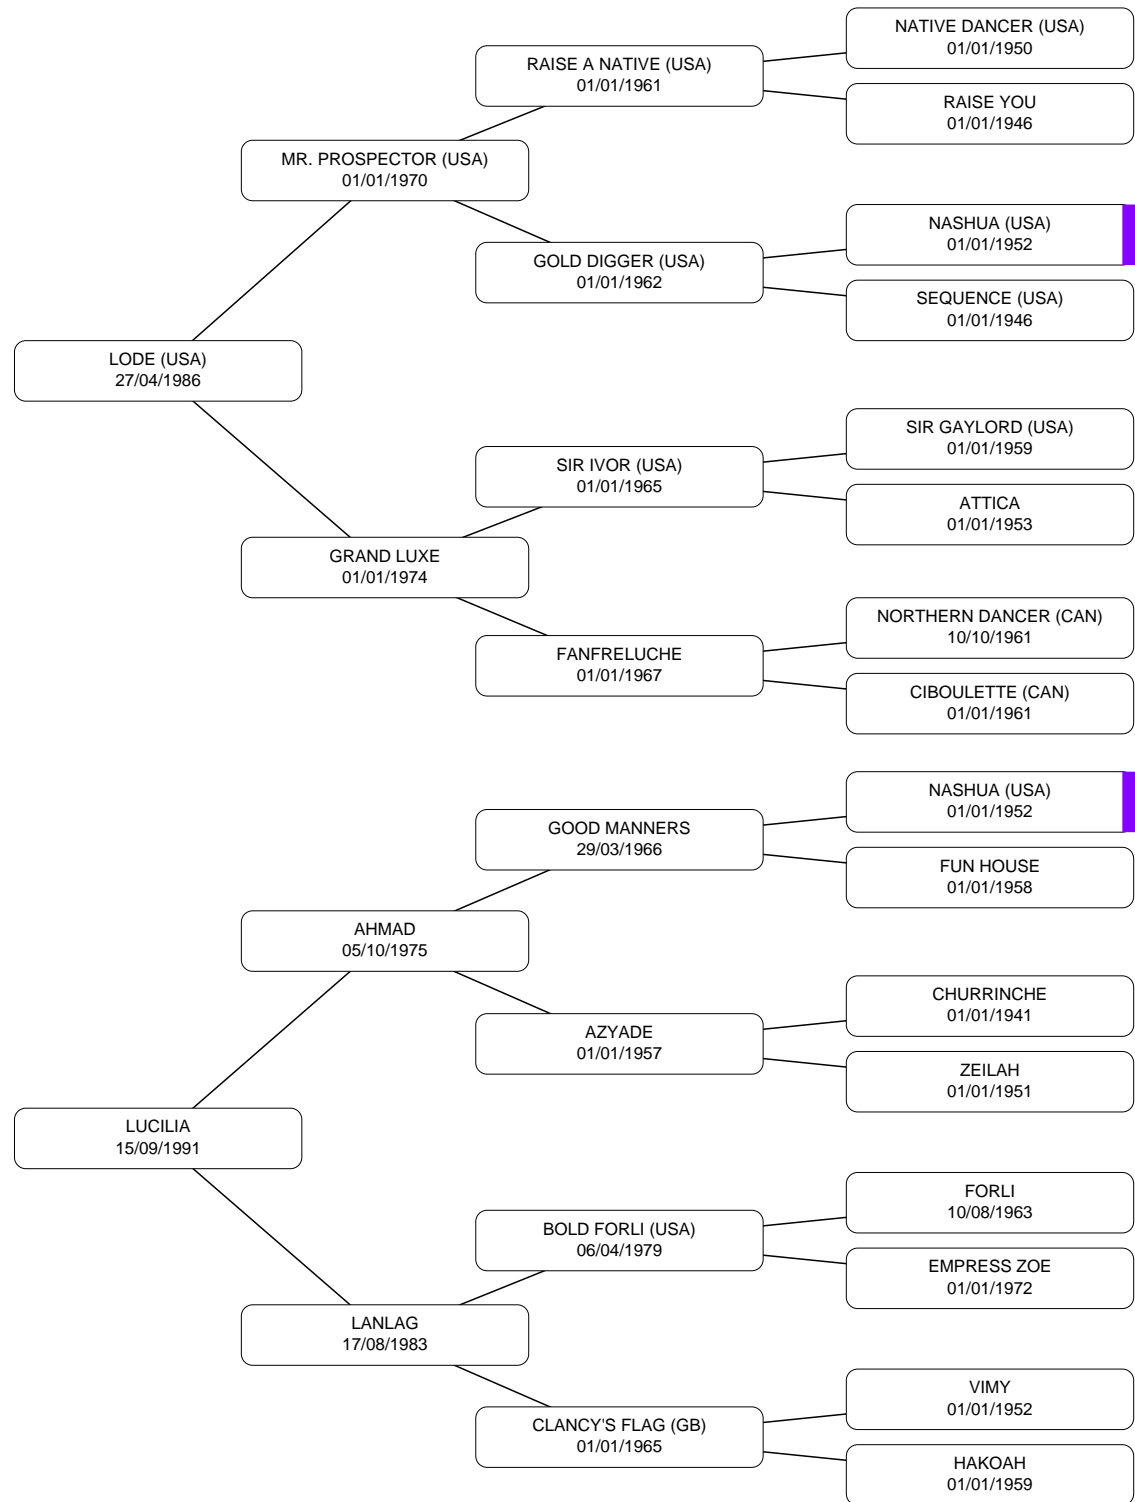 NATIVE DANCER (USA)
01/01/1950
RAISE A NATIVE (USA)
01/01/1961
RAISE YOU
01/01/1946
MR. PROSPECTOR (USA)
01/01/1970
NASHUA (USA)
01/01/1952
GOLD DIGGER (USA)
01/01/1962
SEQUENCE (USA)
01/01/1946
LODE (USA)
27/04/1986
SIR GAYLORD (USA)
01/01/1959
SIR IVOR (USA)
01/01/1965
ATTICA
01/01/1953
GRAND LUXE
01/01/1974
NORTHERN DANCER (CAN)
10/10/1961
FANFRELUCHE
01/01/1967
CIBOULETTE (CAN)
01/01/1961
NASHUA (USA)
01/01/1952
GOOD MANNERS
29/03/1966
FUN HOUSE
01/01/1958
AHMAD
05/10/1975
CHURRINCHE
01/01/1941
AZYADE
01/01/1957
ZEILAH
01/01/1951
LUCILIA
15/09/1991
FORLI
10/08/1963
BOLD FORLI (USA)
06/04/1979
EMPRESS ZOE
01/01/1972
LANLAG
17/08/1983
VIMY
01/01/1952
CLANCY'S FLAG (GB)
01/01/1965
HAKOAH
01/01/1959